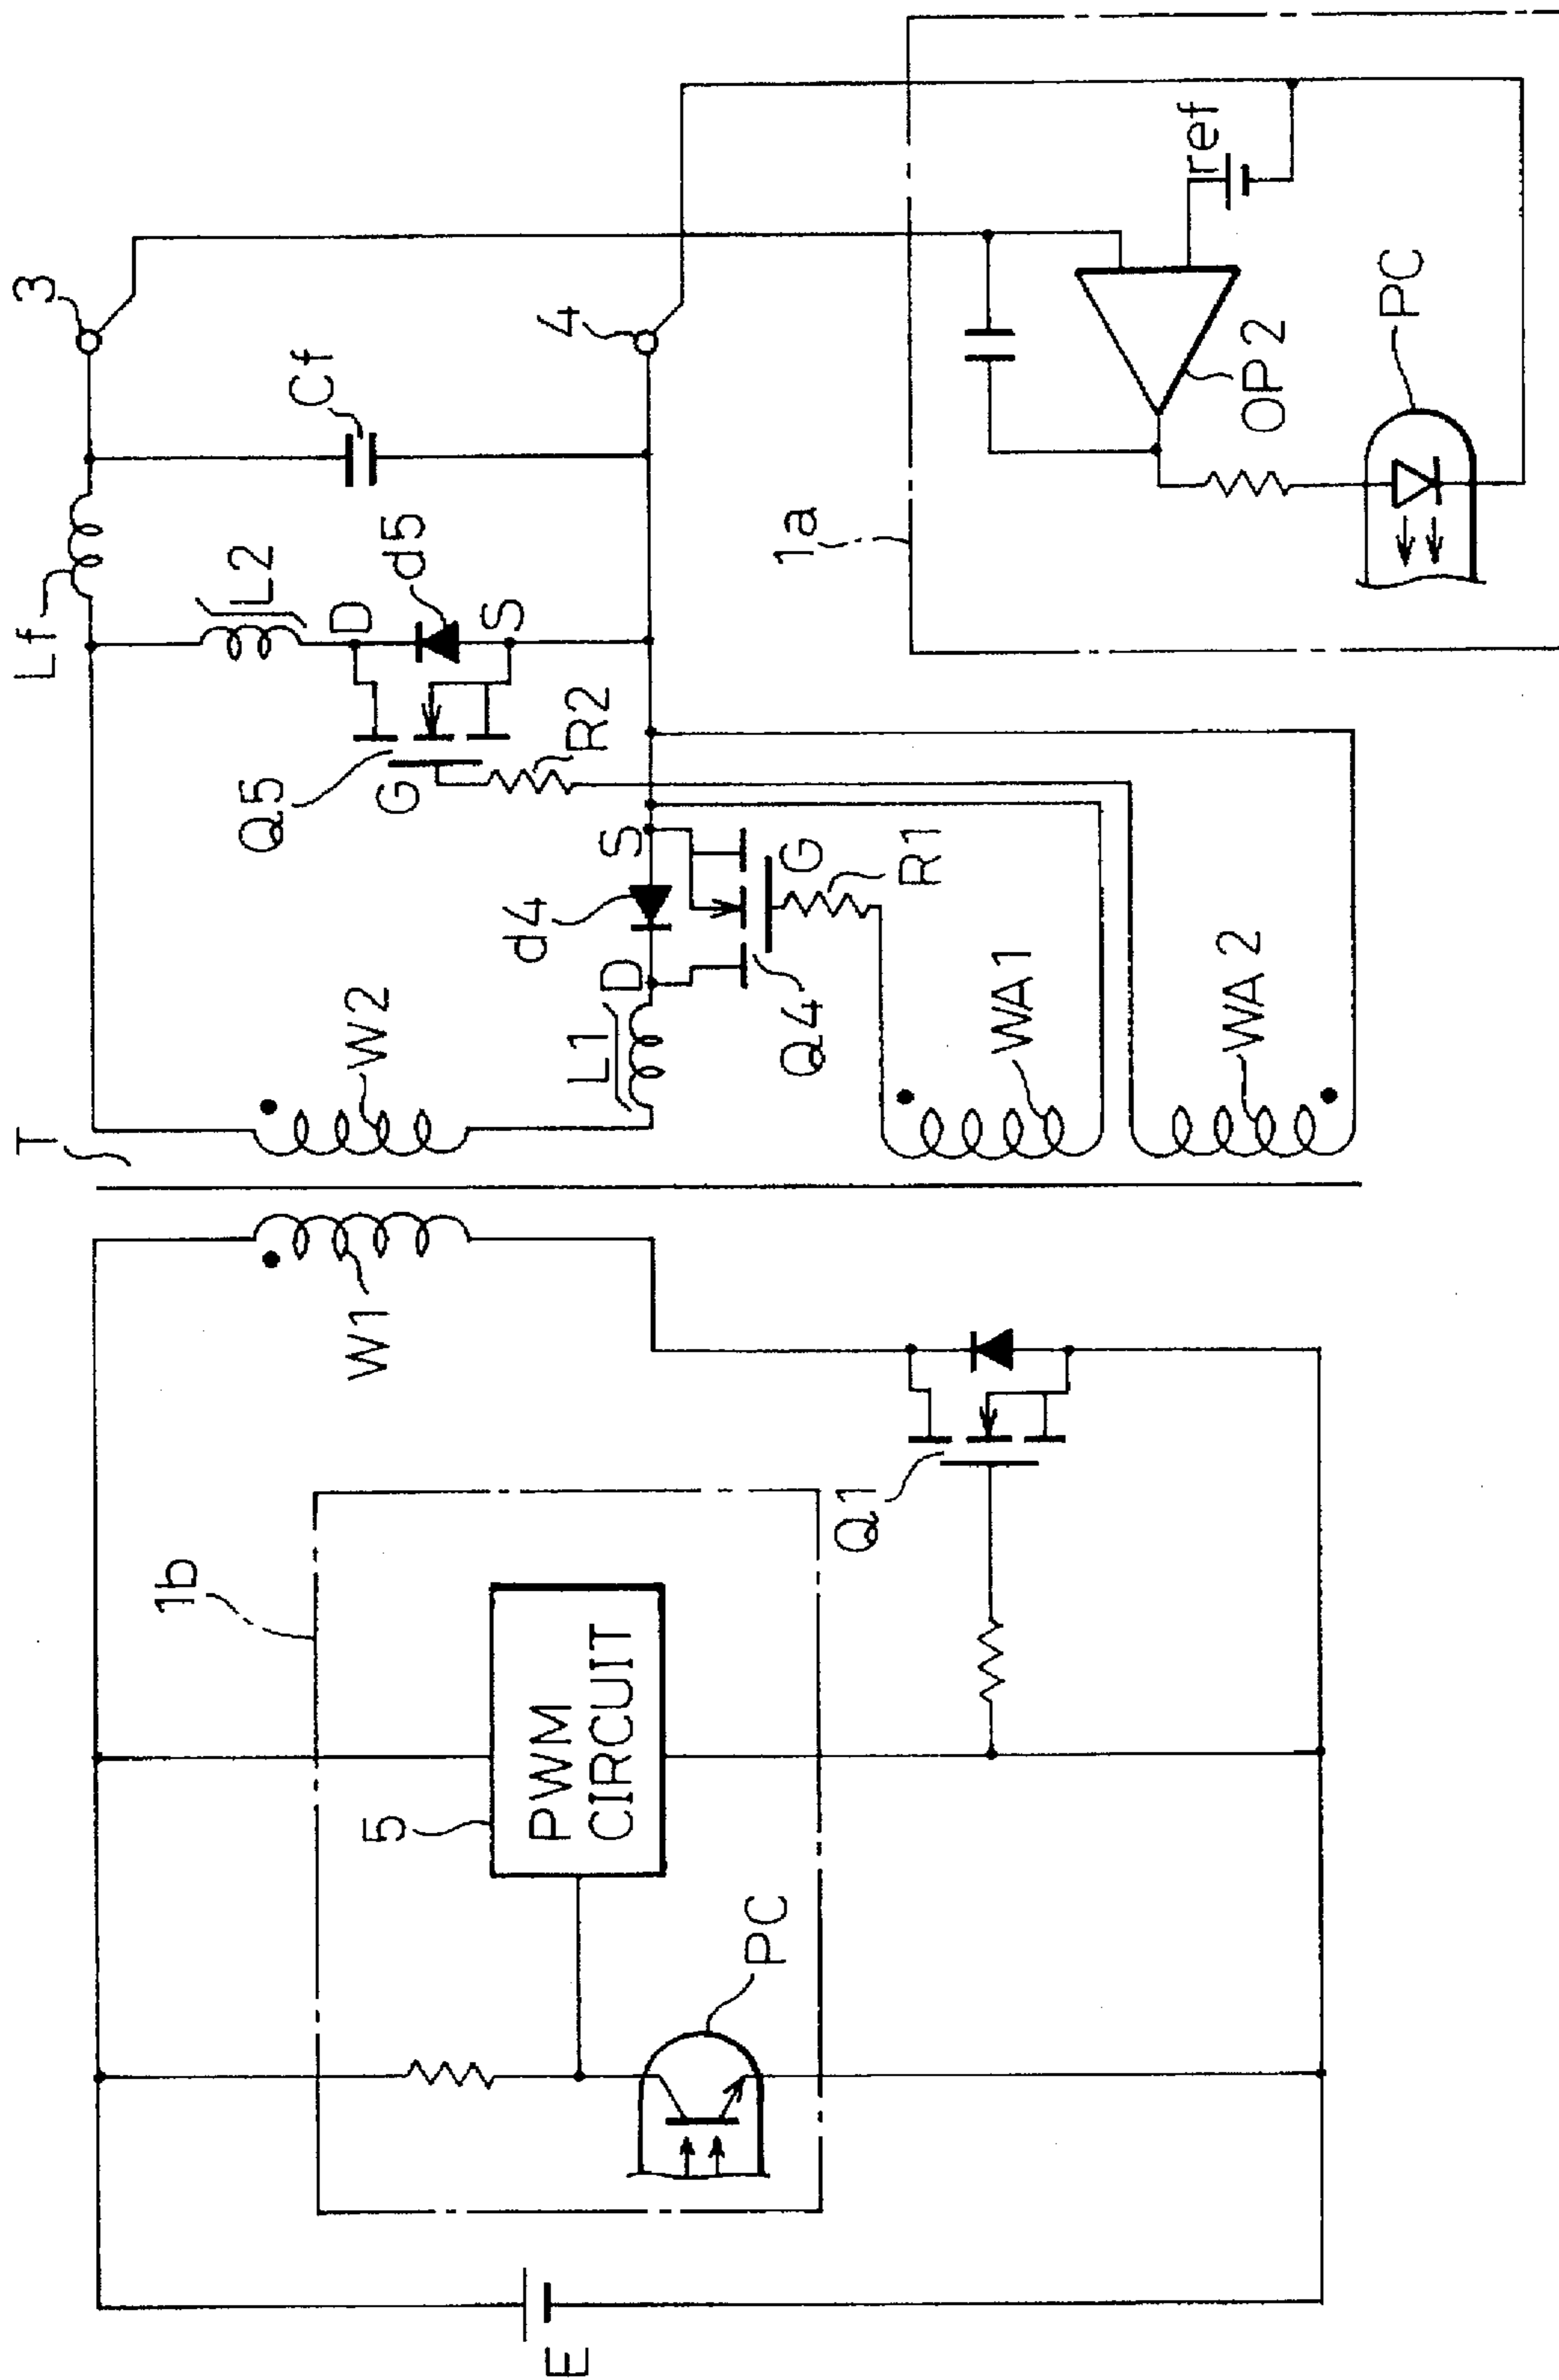 T
W2
W1
Lf
3
L2
Cf
D
d5
S
Q5
G
R2
4
d4
S
D
L1
Q4
G
R1
WA1
WA2
1a
ref
OP2
PC
1b
5
PWM
CIRCUIT
PC
Q1
E